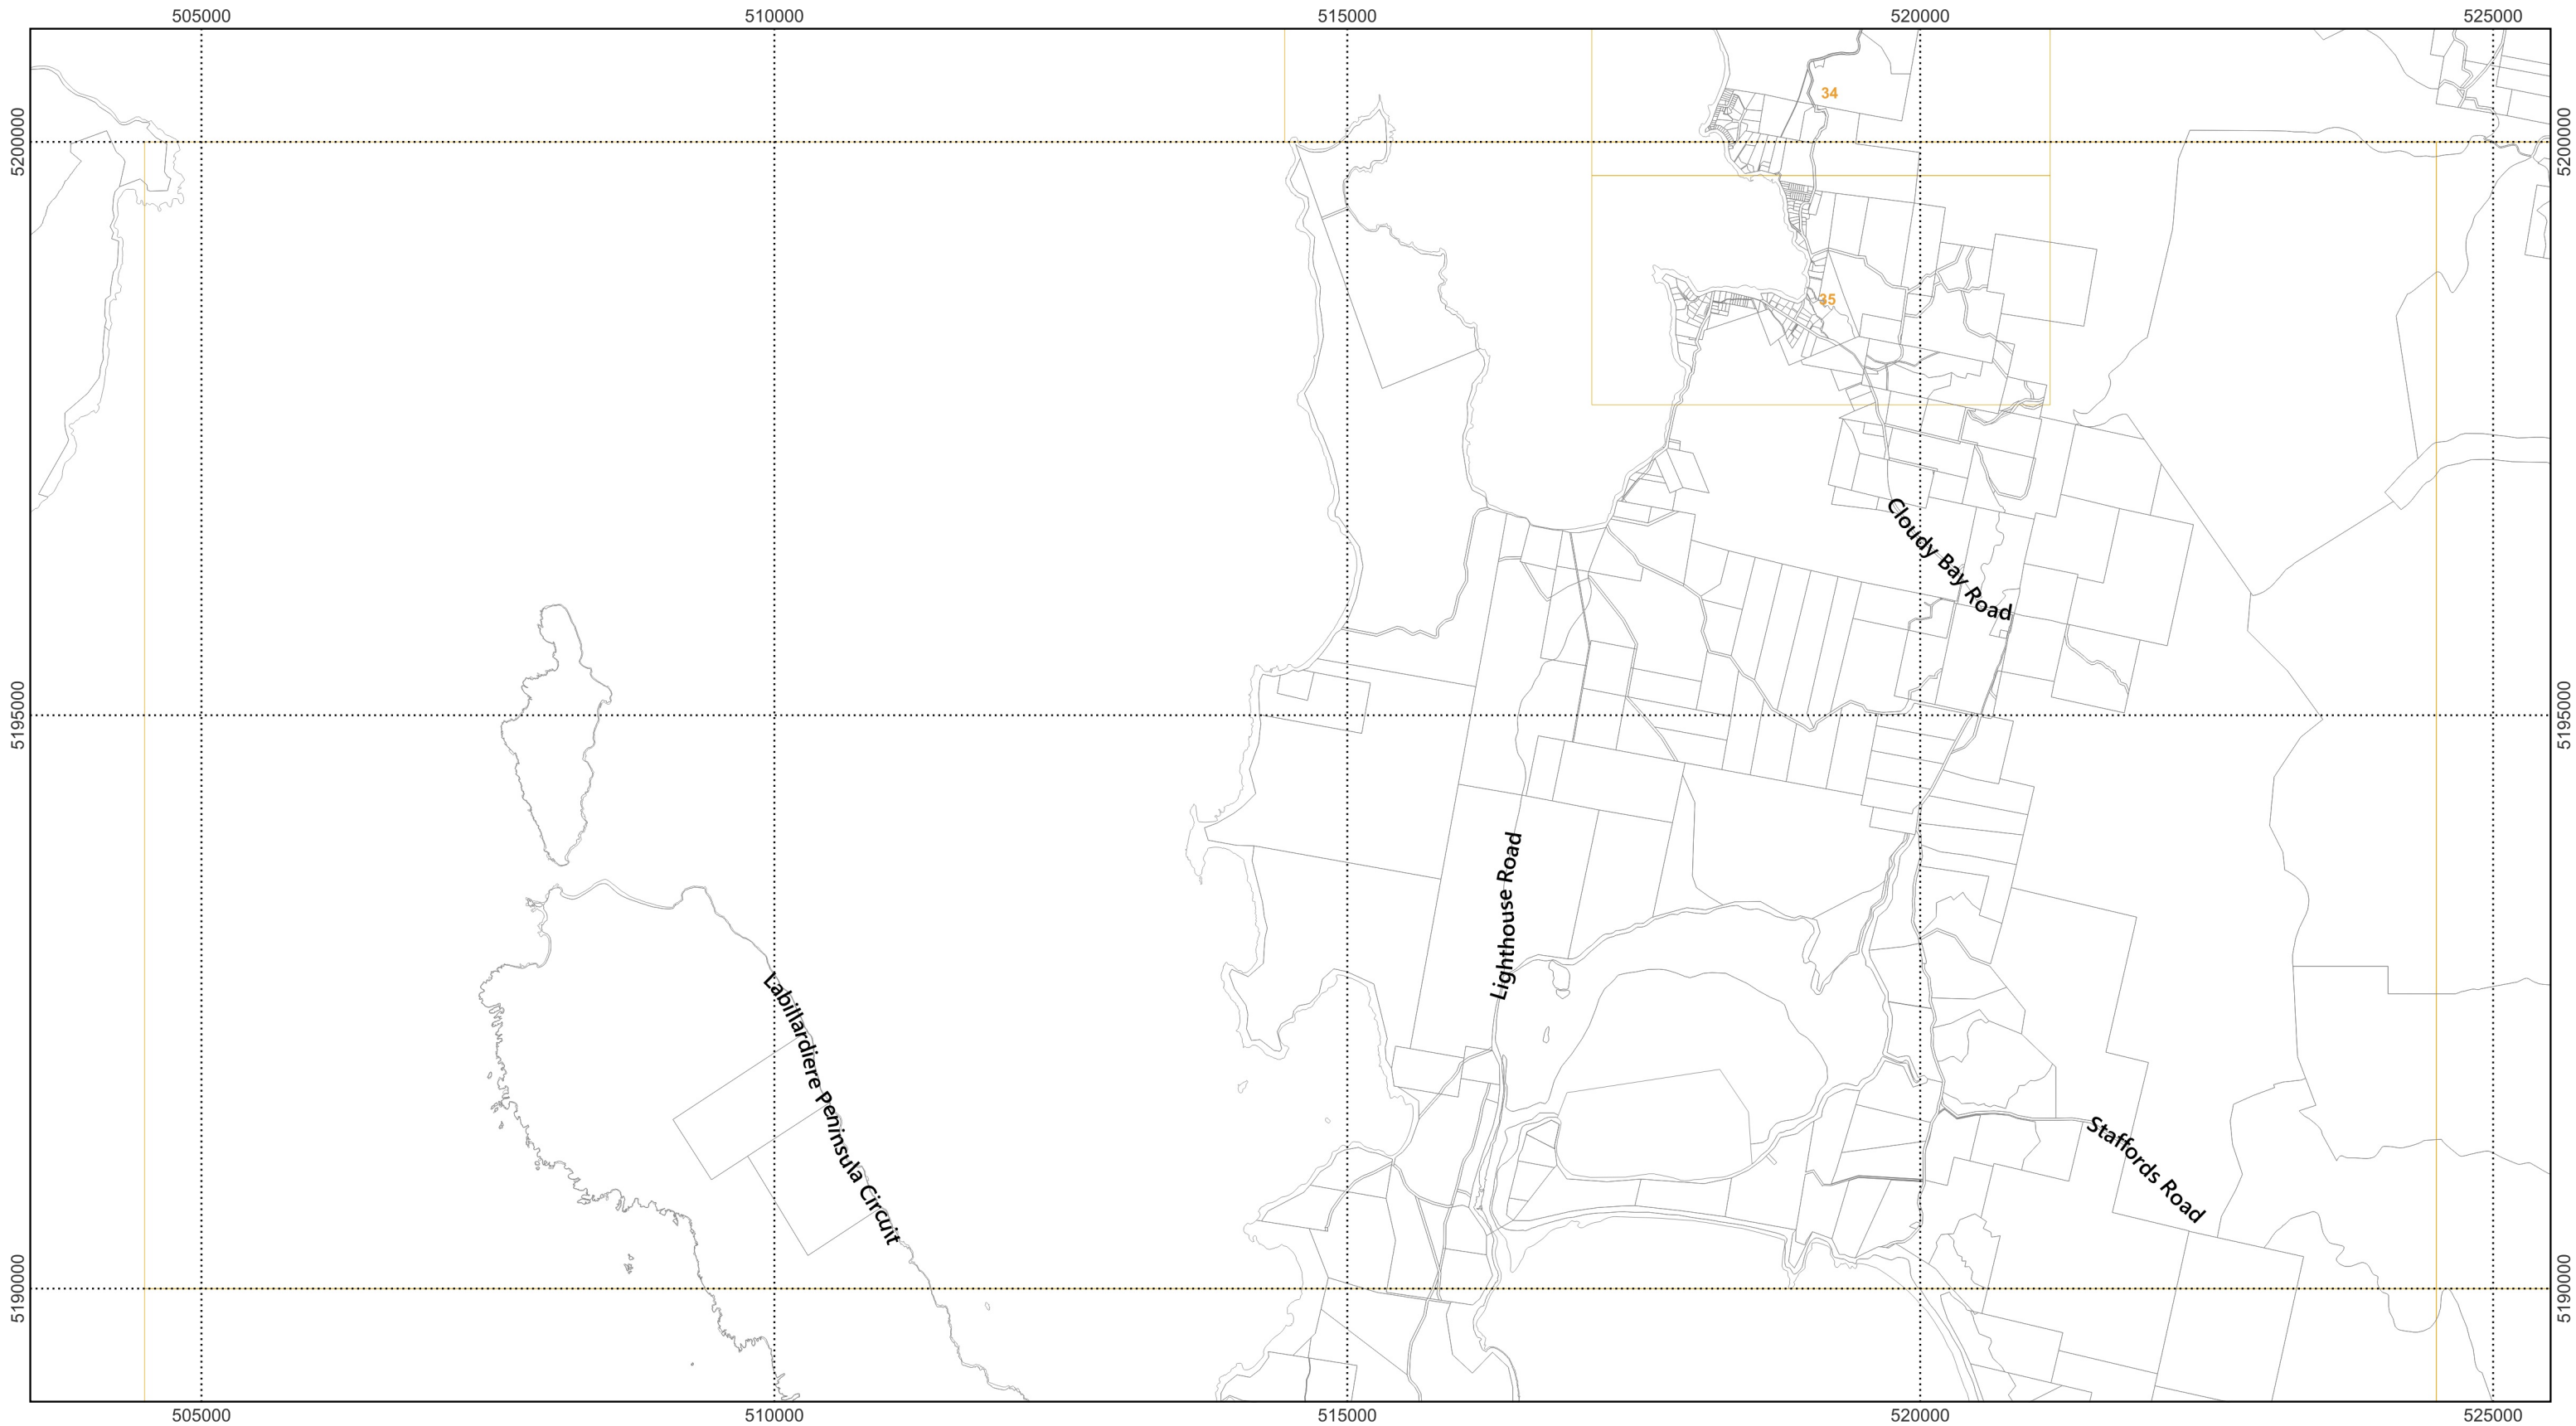 505000 510000 515000 520000 525000
5200000 5200000
34
35
Cloudy Bay Road
5195000 5195000
Lighthouse Road
Labillardiere Peninsula Circuit
Staffords Road
5190000 5190000
505000 510000 515000 520000 525000